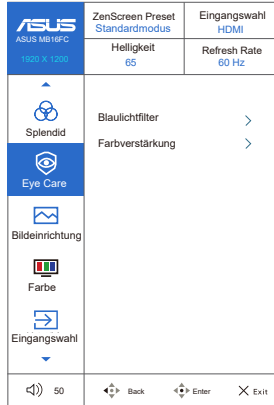 ASUS
ASUS MB16FC
1920 X 1200
ZenScreen Preset
Standardmodus
Eingangswahl
HDMI
Helligkeit
65
Refresh Rate
60 Hz
Splendid
Eye Care
Bildeinrichtung
Farbe
Eingangswahl
Blaulichtfilter
Farbverstärkung
50
Back
Enter
Exit